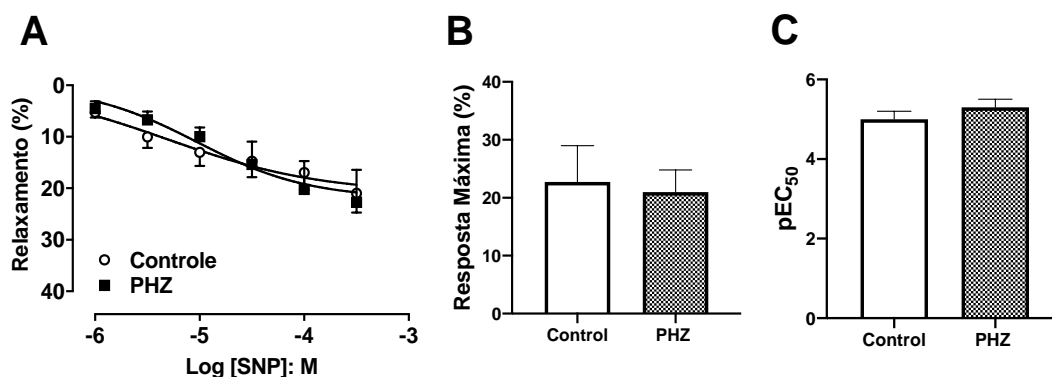 A
Relaxamento (%)
0
10
20
30
40
Controle
PHZ
-6
-5
-4
-3
Log [SNP]: M
B
Resposta Máxima (%)
40
30
20
10
0
Control
PHZ
C
pEC50
6
4
2
0
Control
PHZ